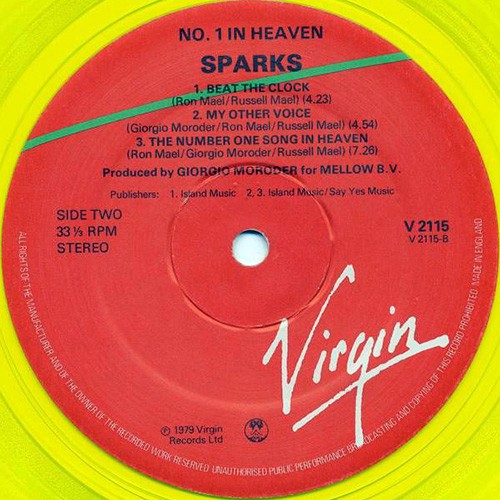 NO. 1 IN HEAVEN
SPARKS
1. BEAT THE CLOCK
(Ron Mael/Russell Mael) (4.23)
2. MY OTHER VOICE
(Giorgio Moroder/Ron Mael/Russell Mael) (4.54)
3. THE NUMBER ONE SONG IN HEAVEN
(Ron Mael/Giorgio Moroder/Russell Mael) (7.26)
Produced by GIORGIO MORODER for MELLOW B.V.
Publishers: 1. Island Music 2, 3. Island Music/Say Yes Music
SIDE TWO
33 ⅓ RPM
STEREO
V 2115
V 2115-B
Virgin
℗ 1979 Virgin
Records Ltd
ALL RIGHTS OF THE MANUFACTURER AND OF THE OWNER OF THE RECORDED WORK RESERVED UNAUTHORISED PUBLIC PERFORMANCE BROADCASTING AND COPYING OF THIS RECORD PROHIBITED MADE IN ENGLAND